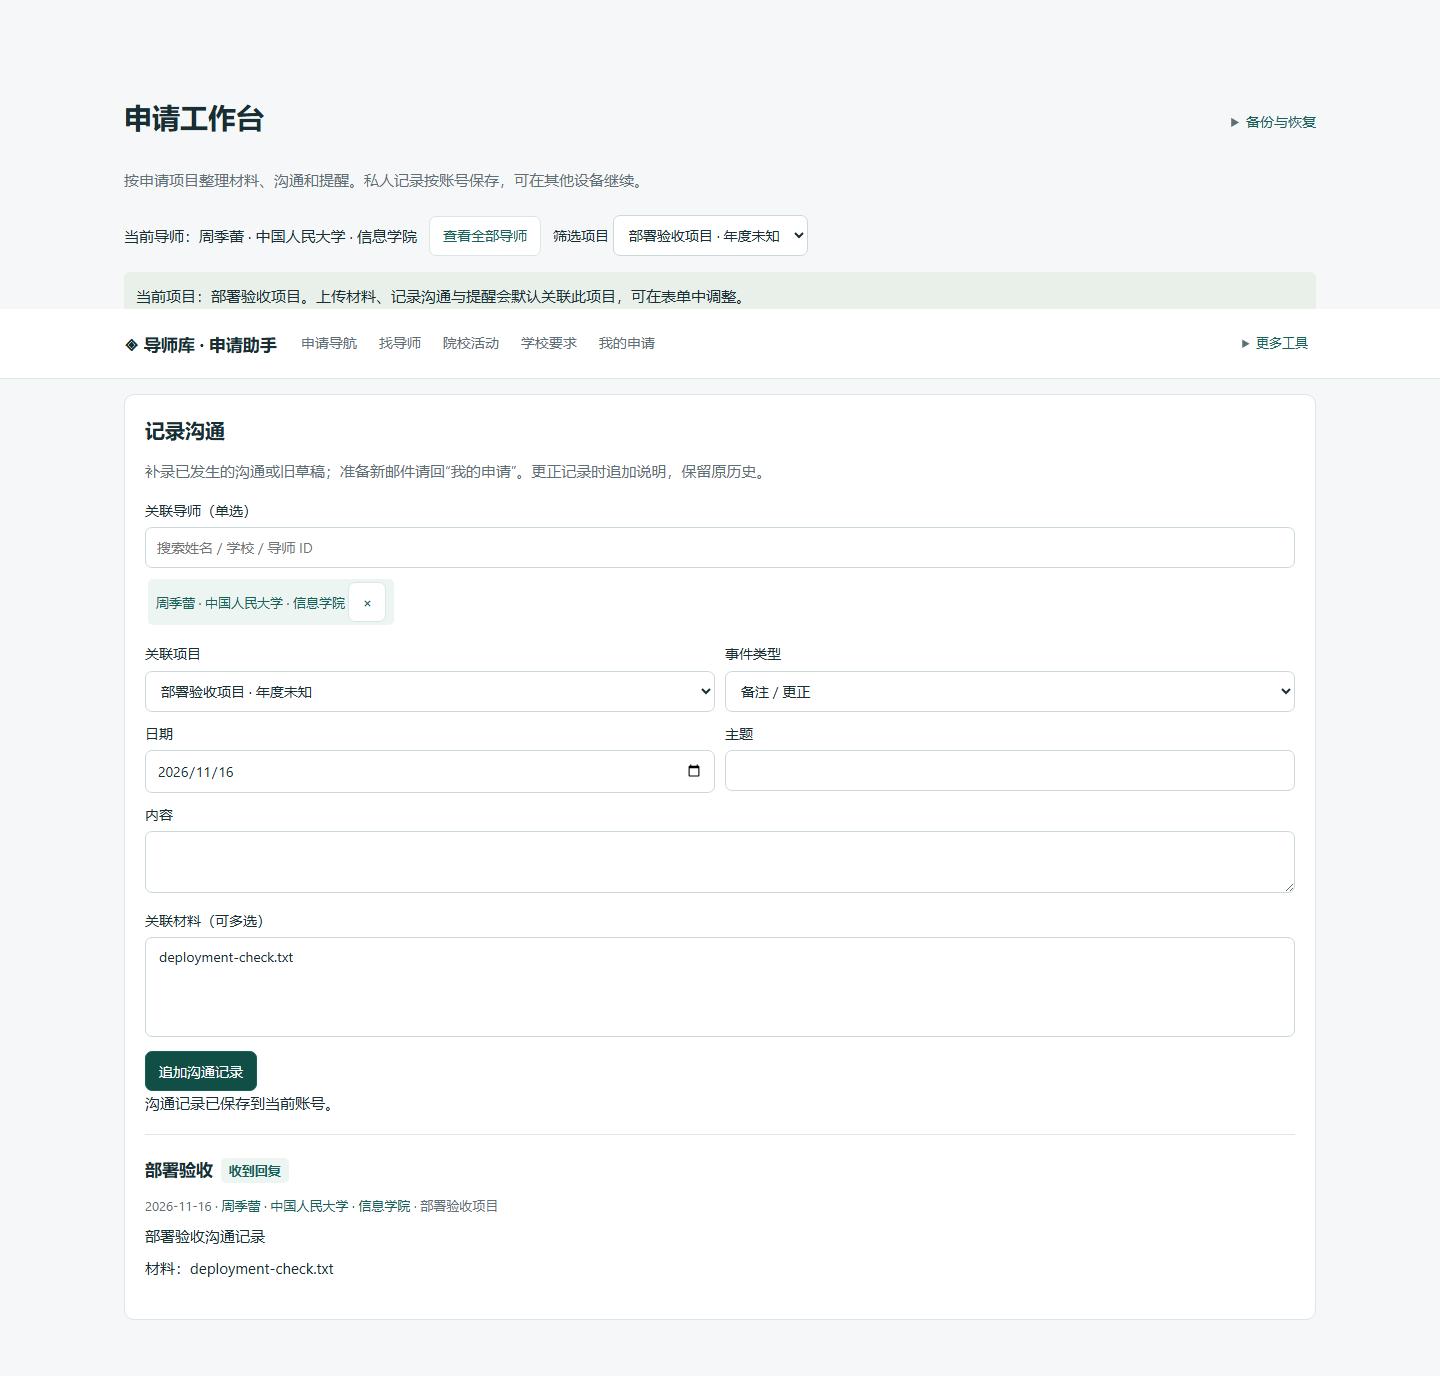 申请工作台
▶ 备份与恢复
按申请项目整理材料、沟通和提醒。私人记录按账号保存，可在其他设备继续。
当前导师：周季蕾 · 中国人民大学 · 信息学院
查看全部导师
筛选项目
部署验收项目 · 年度未知
当前项目：部署验收项目。上传材料、记录沟通与提醒会默认关联此项目，可在表单中调整。
◈ 导师库 · 申请助手
申请导航
找导师
院校活动
学校要求
我的申请
▶ 更多工具
记录沟通
补录已发生的沟通或旧草稿；准备新邮件请回“我的申请”。更正记录时追加说明，保留原历史。
关联导师（单选）
搜索姓名 / 学校 / 导师 ID
周季蕾 · 中国人民大学 · 信息学院 ×
关联项目
事件类型
部署验收项目 · 年度未知
备注 / 更正
日期
主题
2026/11/16
内容
关联材料（可多选）
deployment-check.txt
追加沟通记录
沟通记录已保存到当前账号。
部署验收 收到回复
2026-11-16 · 周季蕾 · 中国人民大学 · 信息学院 · 部署验收项目
部署验收沟通记录
材料：deployment-check.txt